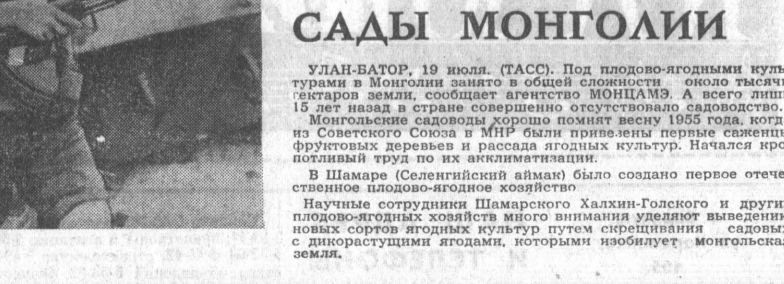 САДЫ МОНГОЛИИ
УЛАН-БАТОР, 19 июля. (ТАСС). Под плодово-ягодными куль
турами в Монголии занято в общей сложности около тысячи
гектаров земли, сообщает агентство МОНЦАМЭ. А всего лиш
15 лет назад в стране совершенно отсутствовало садоводство.
Монгольские садоводы хорошо помнят весну 1955 года, когд
из Советского Союза в МНР были привезены первые саженц
фруктовых деревьев и рассада ягодных культур. Начался кро
потливый труд по их акклиматизации.
В Шамаре (Селенгийский аймак) было создано первое отече
ственное плодово-ягодное хозяйство
Научные сотрудники Шамарского Халхин-Голского и други
плодово-ягодных хозяйств много внимания уделяют выведени
новых сортов ягодных культур путем скрещивания садовы
с дикорастущими ягодами, которыми изобилует монгольска
земля.